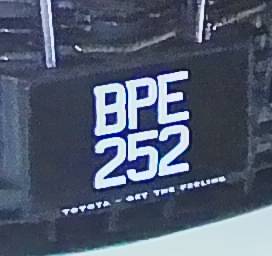 BPE
252
TOYOTA - GET THE FEELING